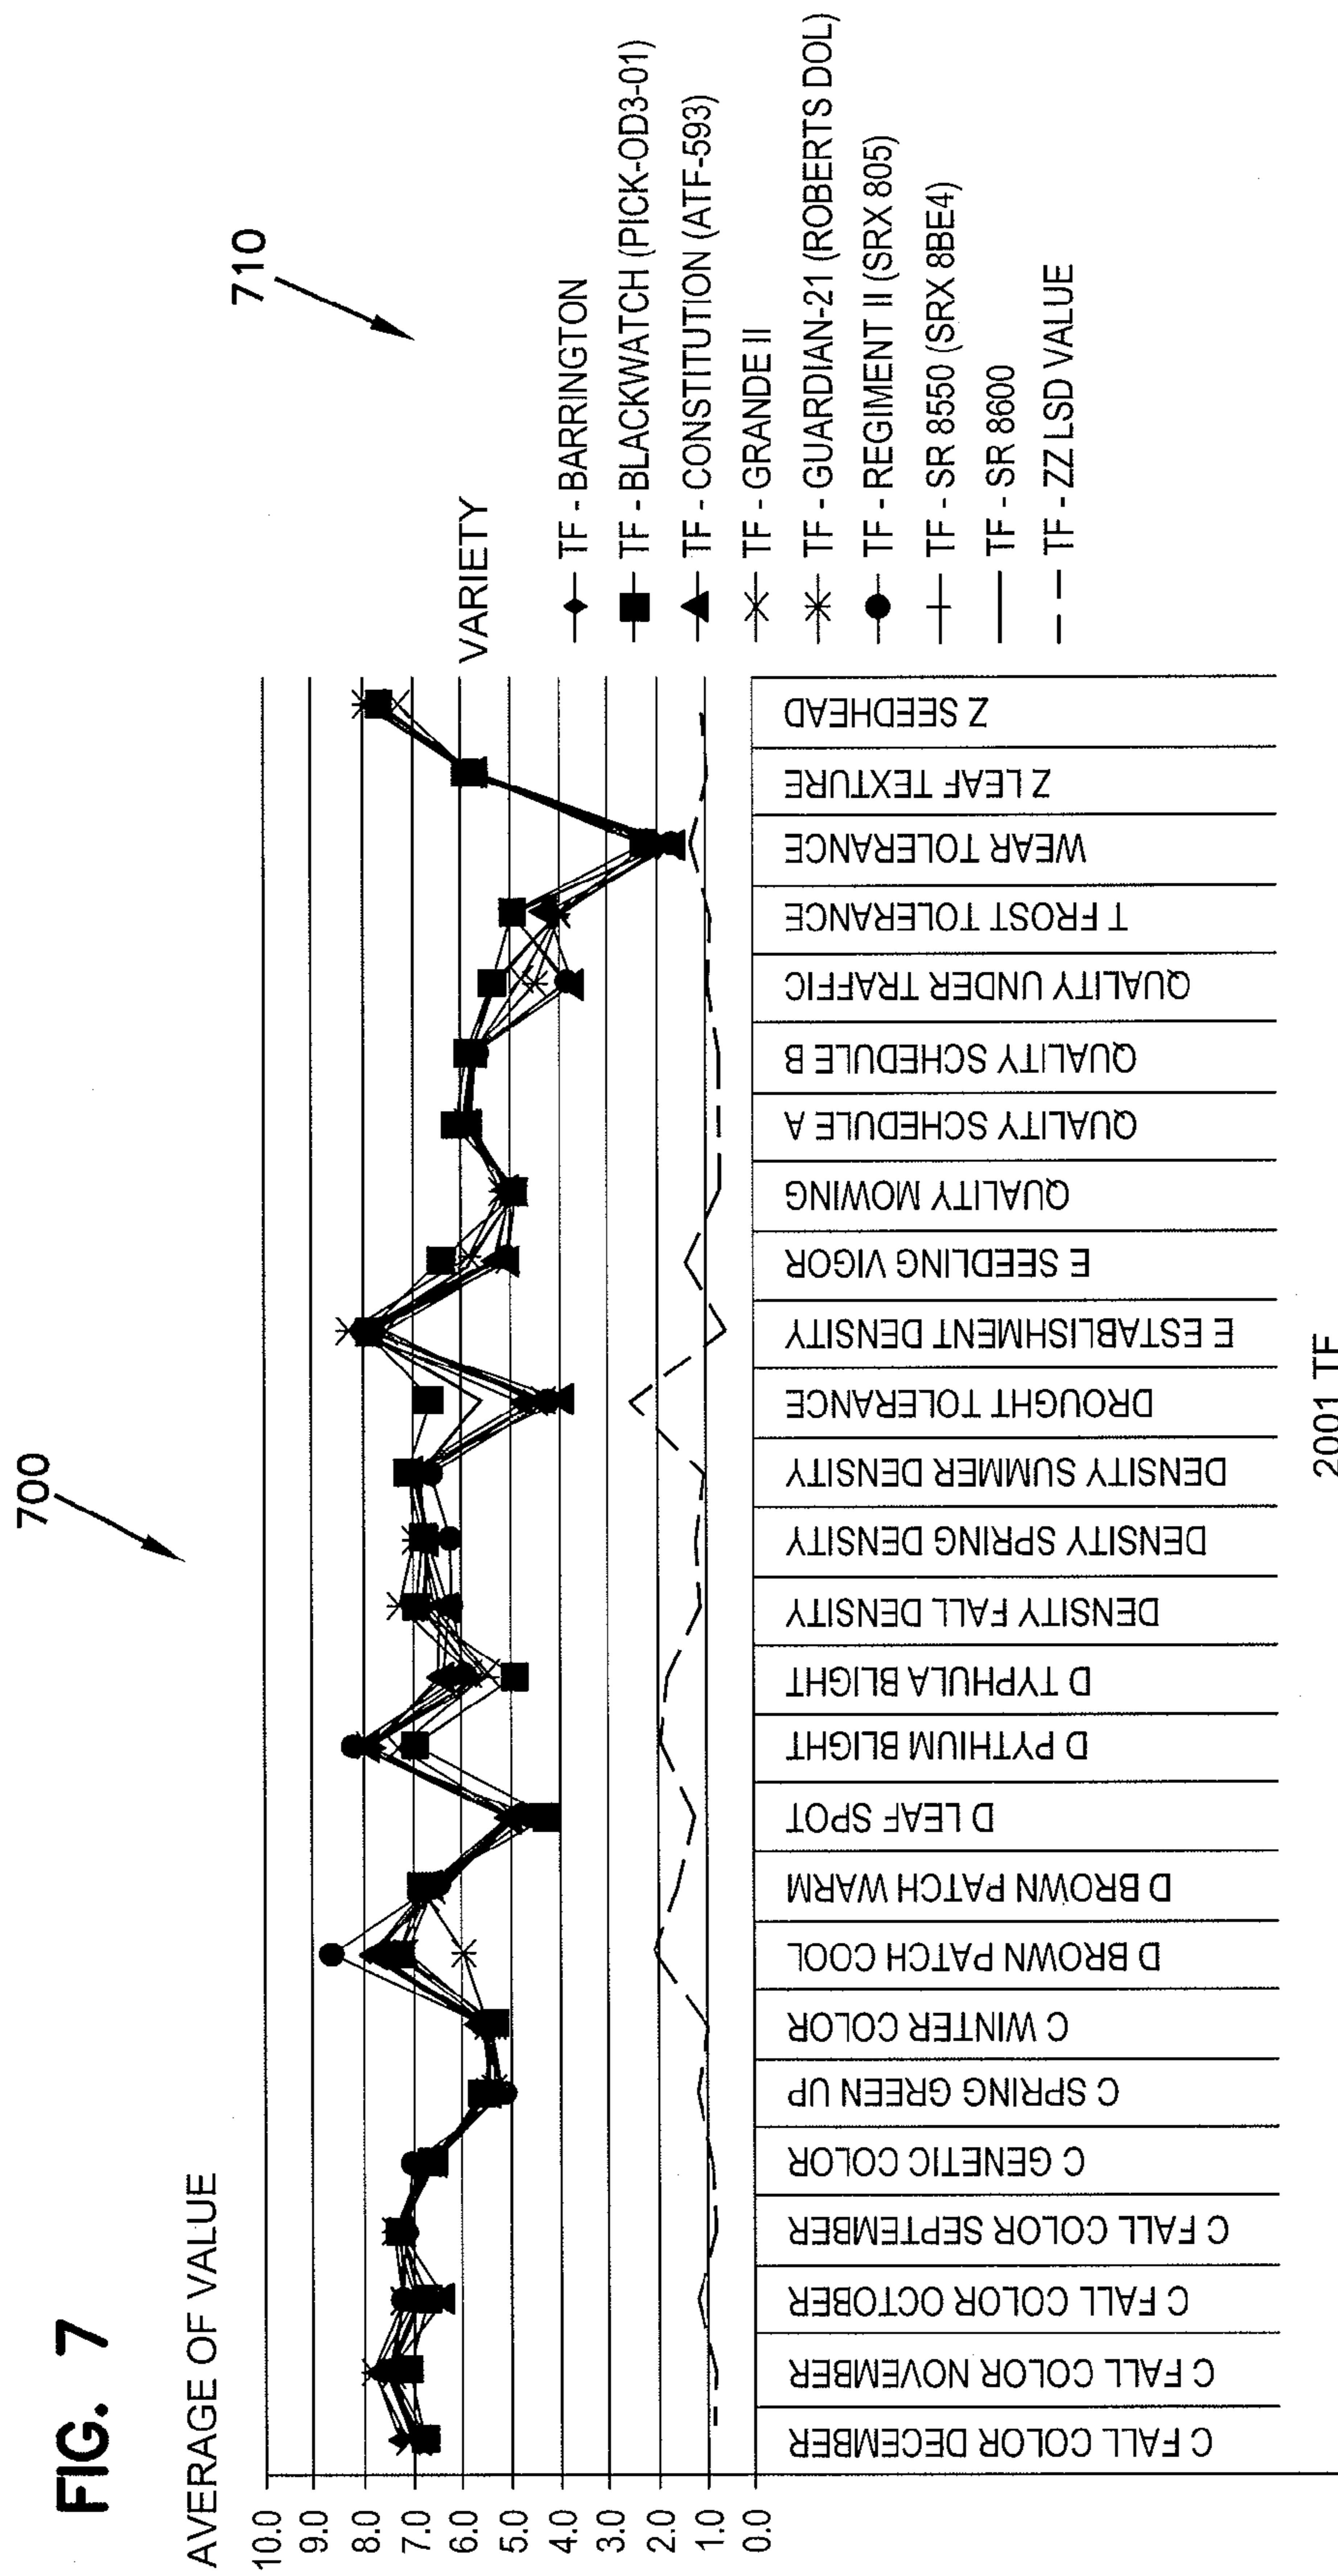 FIG. 7
700
710
AVERAGE OF VALUE
10.0
9.0
8.0
7.0
6.0
5.0
4.0
3.0
2.0
1.0
0.0
C FALL COLOR DECEMBER
C FALL COLOR NOVEMBER
C FALL COLOR OCTOBER
C FALL COLOR SEPTEMBER
C GENETIC COLOR
C SPRING GREEN UP
C WINTER COLOR
D BROWN PATCH COOL
D BROWN PATCH WARM
D LEAF SPOT
D PYTHIUM BLIGHT
D TYPHULA BLIGHT
DENSITY FALL DENSITY
DENSITY SPRING DENSITY
DENSITY SUMMER DENSITY
DROUGHT TOLERANCE
E ESTABLISHMENT DENSITY
E SEEDLING VIGOR
QUALITY MOWING
QUALITY SCHEDULE A
QUALITY SCHEDULE B
QUALITY UNDER TRAFFIC
T FROST TOLERANCE
WEAR TOLERANCE
Z LEAF TEXTURE
Z SEEDHEAD
2001 TF
VARIETY
TF - BARRINGTON
TF - BLACKWATCH (PICK-OD3-01)
TF - CONSTITUTION (ATF-593)
TF - GRANDE II
TF - GUARDIAN-21 (ROBERTS DOL)
TF - REGIMENT II (SRX 805)
TF - SR 8550 (SRX 8BE4)
TF - SR 8600
TF - ZZ LSD VALUE